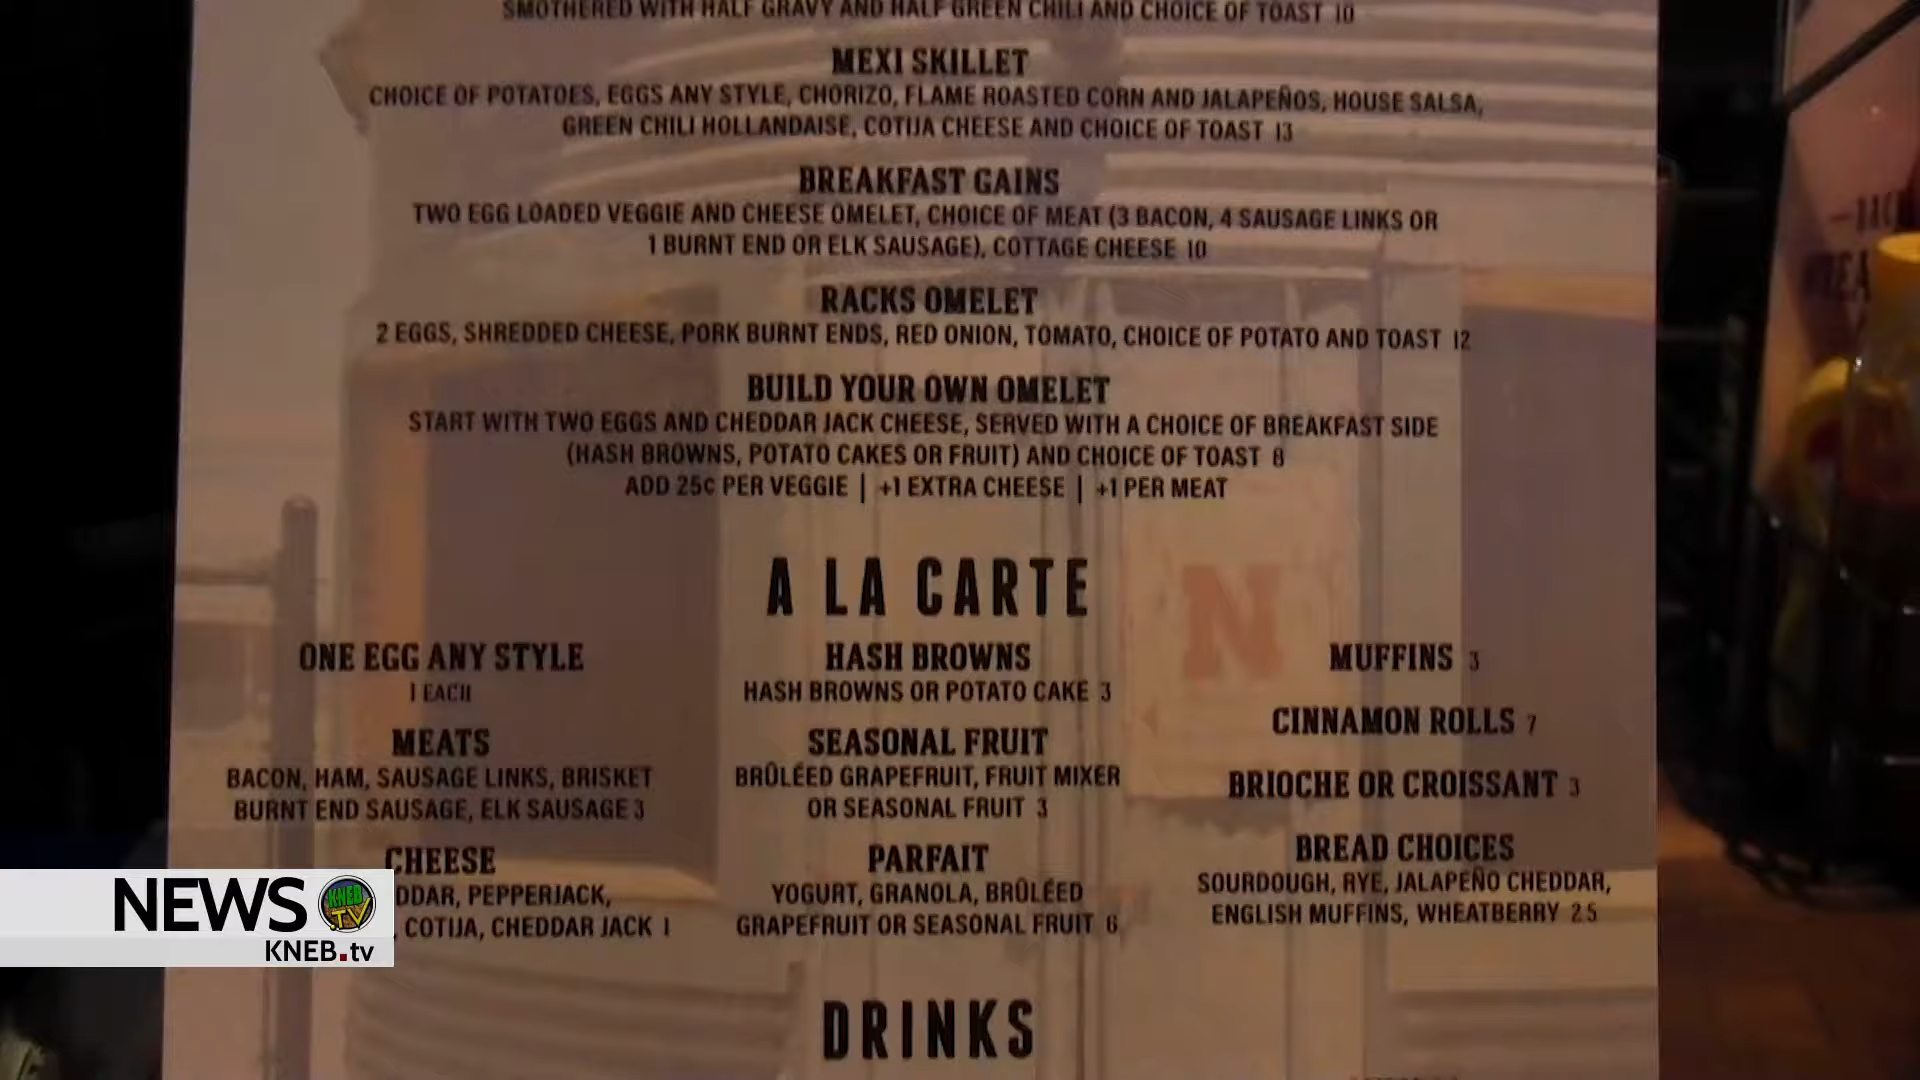 SMOTHERED WITH HALF GRAVY AND HALF GREEN CHILI AND CHOICE OF TOAST 10
MEXI SKILLET
CHOICE OF POTATOES, EGGS ANY STYLE, CHORIZO, FLAME ROASTED CORN AND JALAPEÑOS, HOUSE SALSA,
GREEN CHILI HOLLANDAISE, COTIJA CHEESE AND CHOICE OF TOAST 13
BREAKFAST GAINS
TWO EGG LOADED VEGGIE AND CHEESE OMELET, CHOICE OF MEAT (3 BACON, 4 SAUSAGE LINKS OR
1 BURNT END OR ELK SAUSAGE), COTTAGE CHEESE 10
RACKS OMELET
2 EGGS, SHREDDED CHEESE, PORK BURNT ENDS, RED ONION, TOMATO, CHOICE OF POTATO AND TOAST 12
BUILD YOUR OWN OMELET
START WITH TWO EGGS AND CHEDDAR JACK CHEESE, SERVED WITH A CHOICE OF BREAKFAST SIDE
(HASH BROWNS, POTATO CAKES OR FRUIT) AND CHOICE OF TOAST 8
ADD 25¢ PER VEGGIE | +1 EXTRA CHEESE | +1 PER MEAT
A LA CARTE
ONE EGG ANY STYLE
1 EACH
MEATS
BACON, HAM, SAUSAGE LINKS, BRISKET
BURNT END SAUSAGE, ELK SAUSAGE 3
CHEESE
DDAR, PEPPERJACK,
, COTIJA, CHEDDAR JACK 1
HASH BROWNS
HASH BROWNS OR POTATO CAKE 3
SEASONAL FRUIT
BRÛLÉED GRAPEFRUIT, FRUIT MIXER
OR SEASONAL FRUIT 3
PARFAIT
YOGURT, GRANOLA, BRÛLÉED
GRAPEFRUIT OR SEASONAL FRUIT 6
MUFFINS 3
CINNAMON ROLLS 7
BRIOCHE OR CROISSANT 3
BREAD CHOICES
SOURDOUGH, RYE, JALAPEÑO CHEDDAR,
ENGLISH MUFFINS, WHEATBERRY 2.5
DRINKS
N
NEWS
KNEB
TV
KNEB.tv